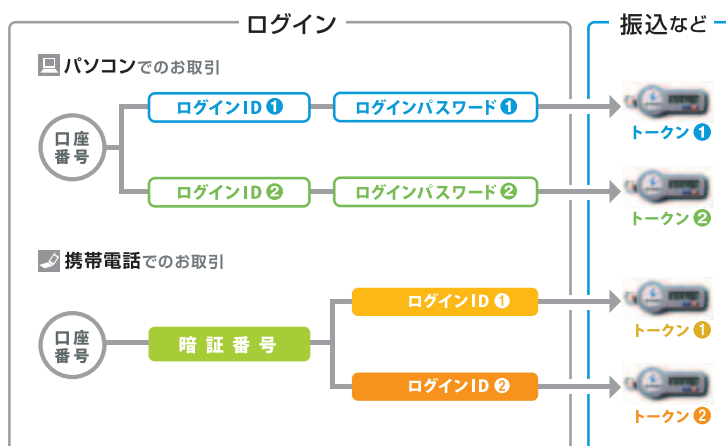 ログイン
振込など
パソコンでのお取引
口座
番号
ログインID❶
ログインパスワード❶
トークン❶
ログインID❷
ログインパスワード❷
トークン❷
携帯電話でのお取引
口座
番号
暗証番号
ログインID❶
トークン❶
ログインID❷
トークン❷